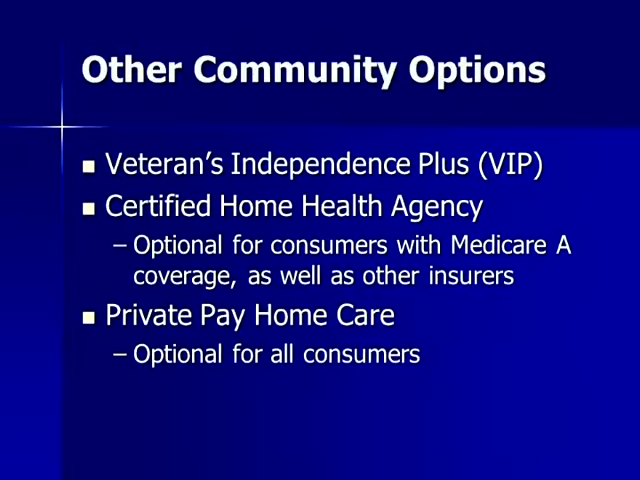 Other Community Options
■ Veteran’s Independence Plus (VIP)
■ Certified Home Health Agency
– Optional for consumers with Medicare A
coverage, as well as other insurers
■ Private Pay Home Care
– Optional for all consumers